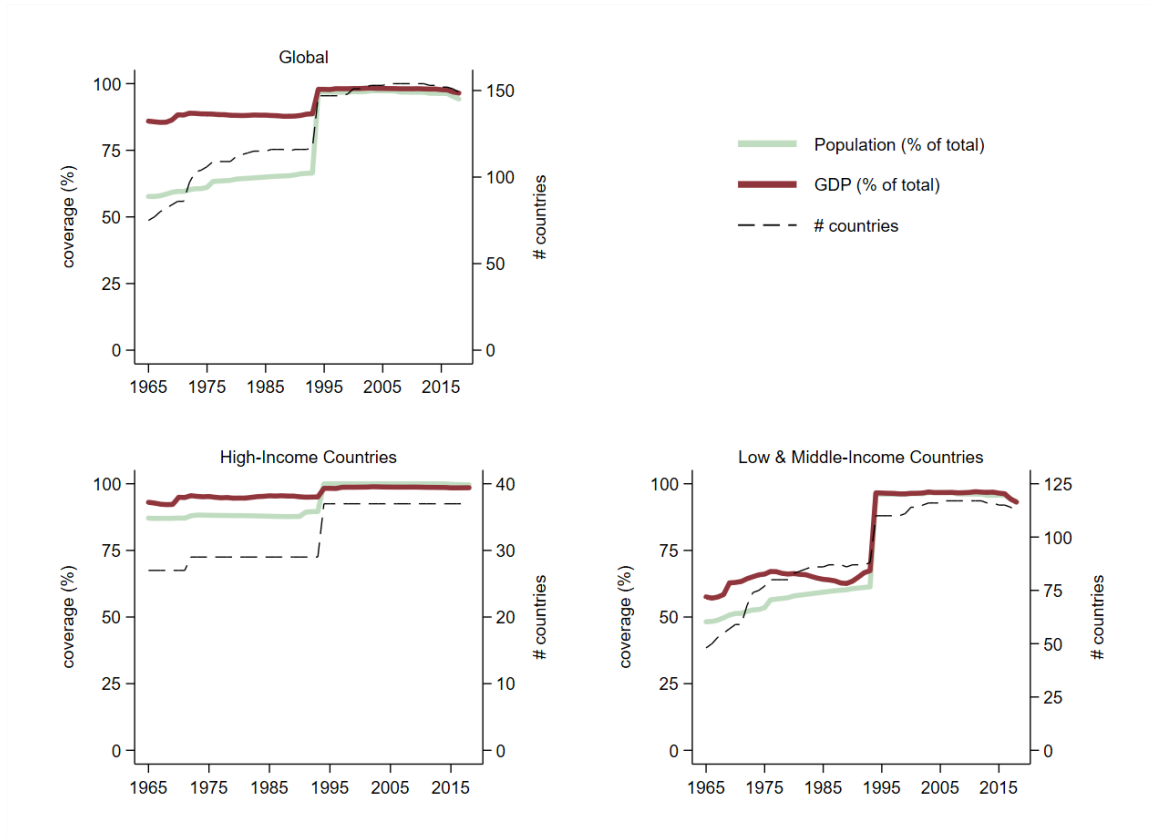 Global
100
75
50
25
0
coverage (%)
150
100
50
0
# countries
1965 1975 1985 1995 2005 2015
Population (% of total)
GDP (% of total)
# countries
High-Income Countries
100
75
50
25
0
coverage (%)
40
30
20
10
0
# countries
1965 1975 1985 1995 2005 2015
Low & Middle-Income Countries
100
75
50
25
0
coverage (%)
125
100
75
50
25
0
# countries
1965 1975 1985 1995 2005 2015